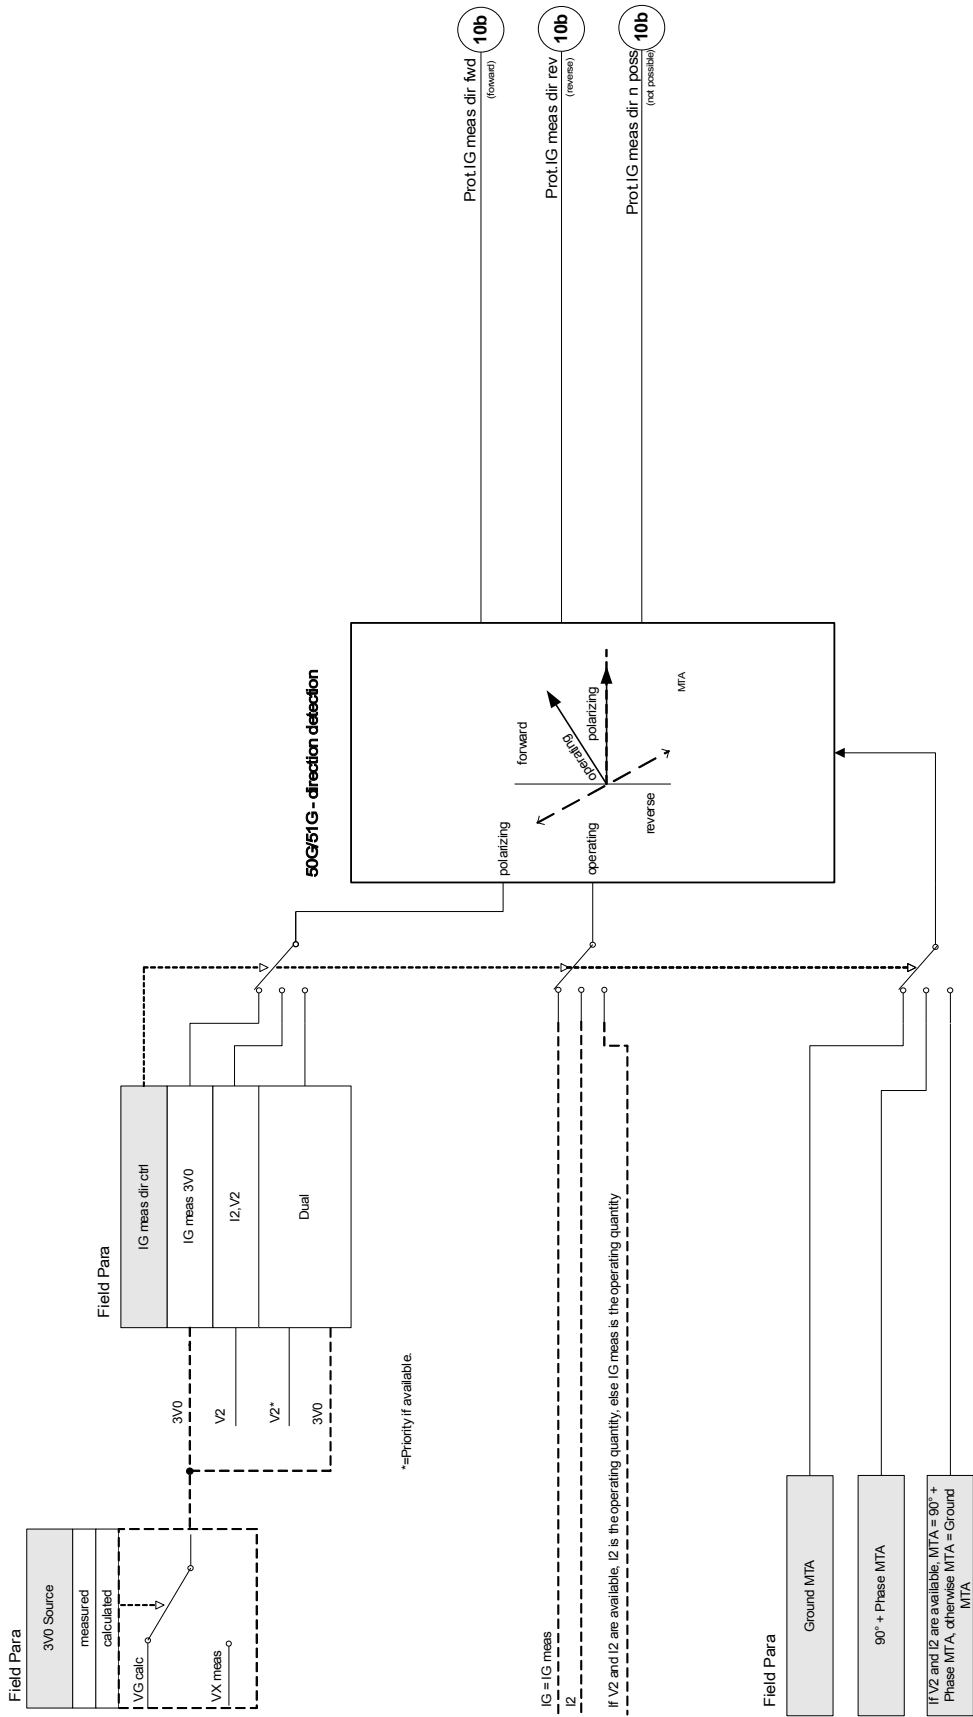 Field Para
3V0 Source
measured
calculated
VG calc
VX meas
3V0
V2
V2*
3V0
Field Para
IG meas dir ctrl
IG meas 3V0
I2,V2
Dual
*=Priority if available.
IG = IG meas
I2
If V2 and I2 are available, I2 is the operating quantity, else IG meas is the operating quantity
Field Para
Ground MTA
90° + Phase MTA
If V2 and I2 are available, MTA = 90° +
Phase MTA, otherwise MTA = Ground
MTA
50G/51G - direction detection
polarizing
operating
forward
reverse
operating
polarizing
MTA
Prot.IG meas dir fwd
(forward)
10b
Prot.IG meas dir rev
(reverse)
10b
Prot.IG meas dir n poss
(not possible)
10b